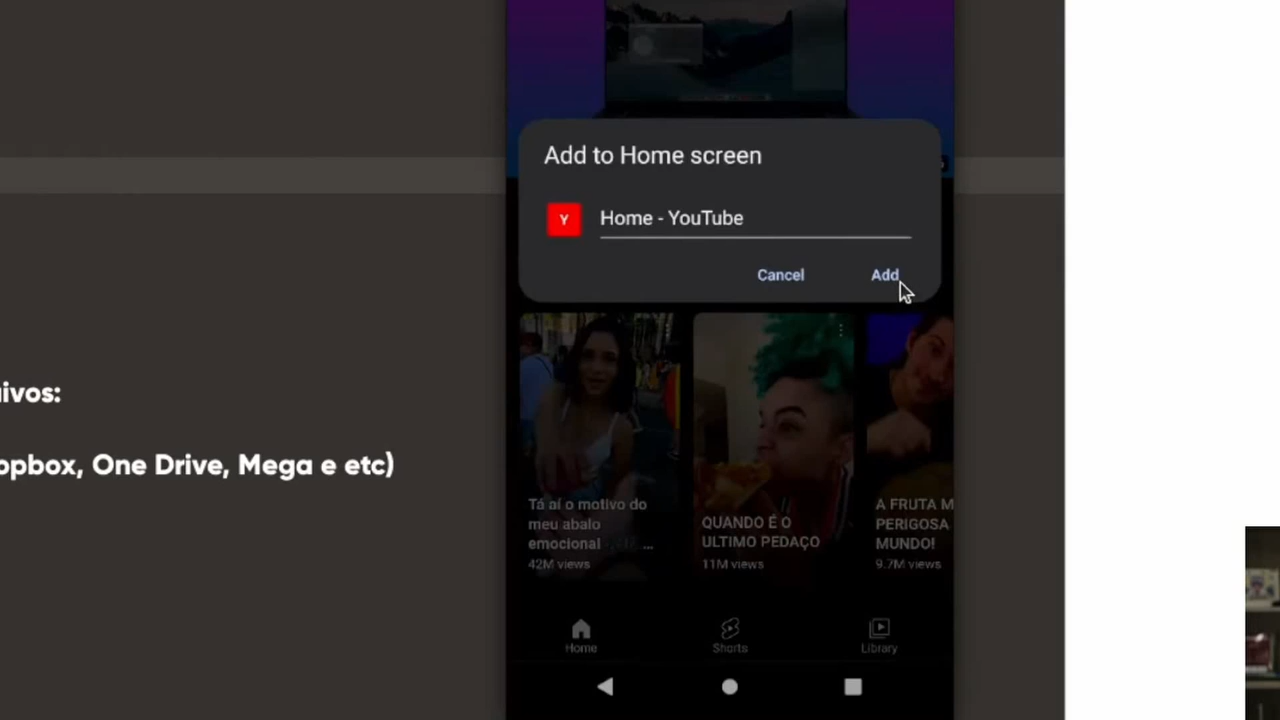 Add to Home screen
Y
Home - YouTube
Cancel
Add
ivos:
opbox, One Drive, Mega e etc)
Tá aí o motivo do
meu abalo
emocional
...
42M views
QUANDO É O
ULTIMO PEDAÇO
11M views
A FRUTA M
PERIGOSA
MUNDO!
9.7M views
Home
Shorts
Library